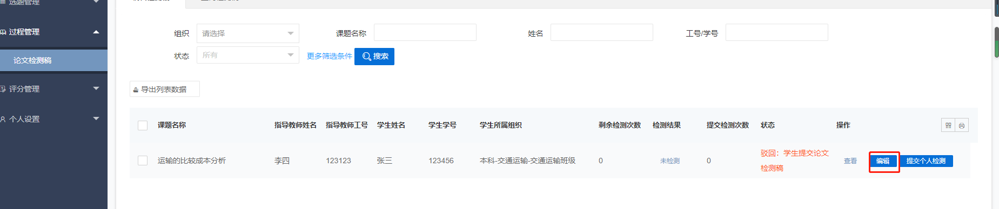 选题管理
过程管理
论文检测稿
评分管理
个人设置
组织 请选择 课题名称 姓名 工号/学号
状态 所有 更多筛选条件 搜索
导出列表数据
课题名称 指导教师姓名 指导教师工号 学生姓名 学生学号 学生所属组织 剩余检测次数 检测结果 提交检测次数 状态 操作
运输的比较成本分析 李四 123123 张三 123456 本科-交通运输-交通运输班级 0 未检测 0 驳回：学生提交论文 查看 编辑 提交个人检测
检测稿